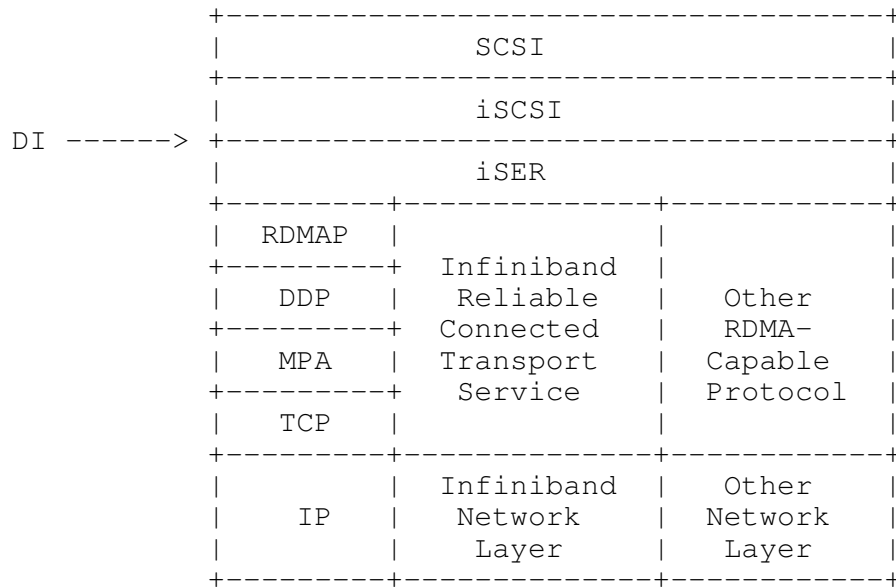 SCSI
iSCSI
DI ------>
iSER
RDMAP
Infiniband
DDP Reliable Other
Connected RDMA-
MPA Transport Capable
Service Protocol
TCP
Infiniband Other
IP Network Network
Layer Layer